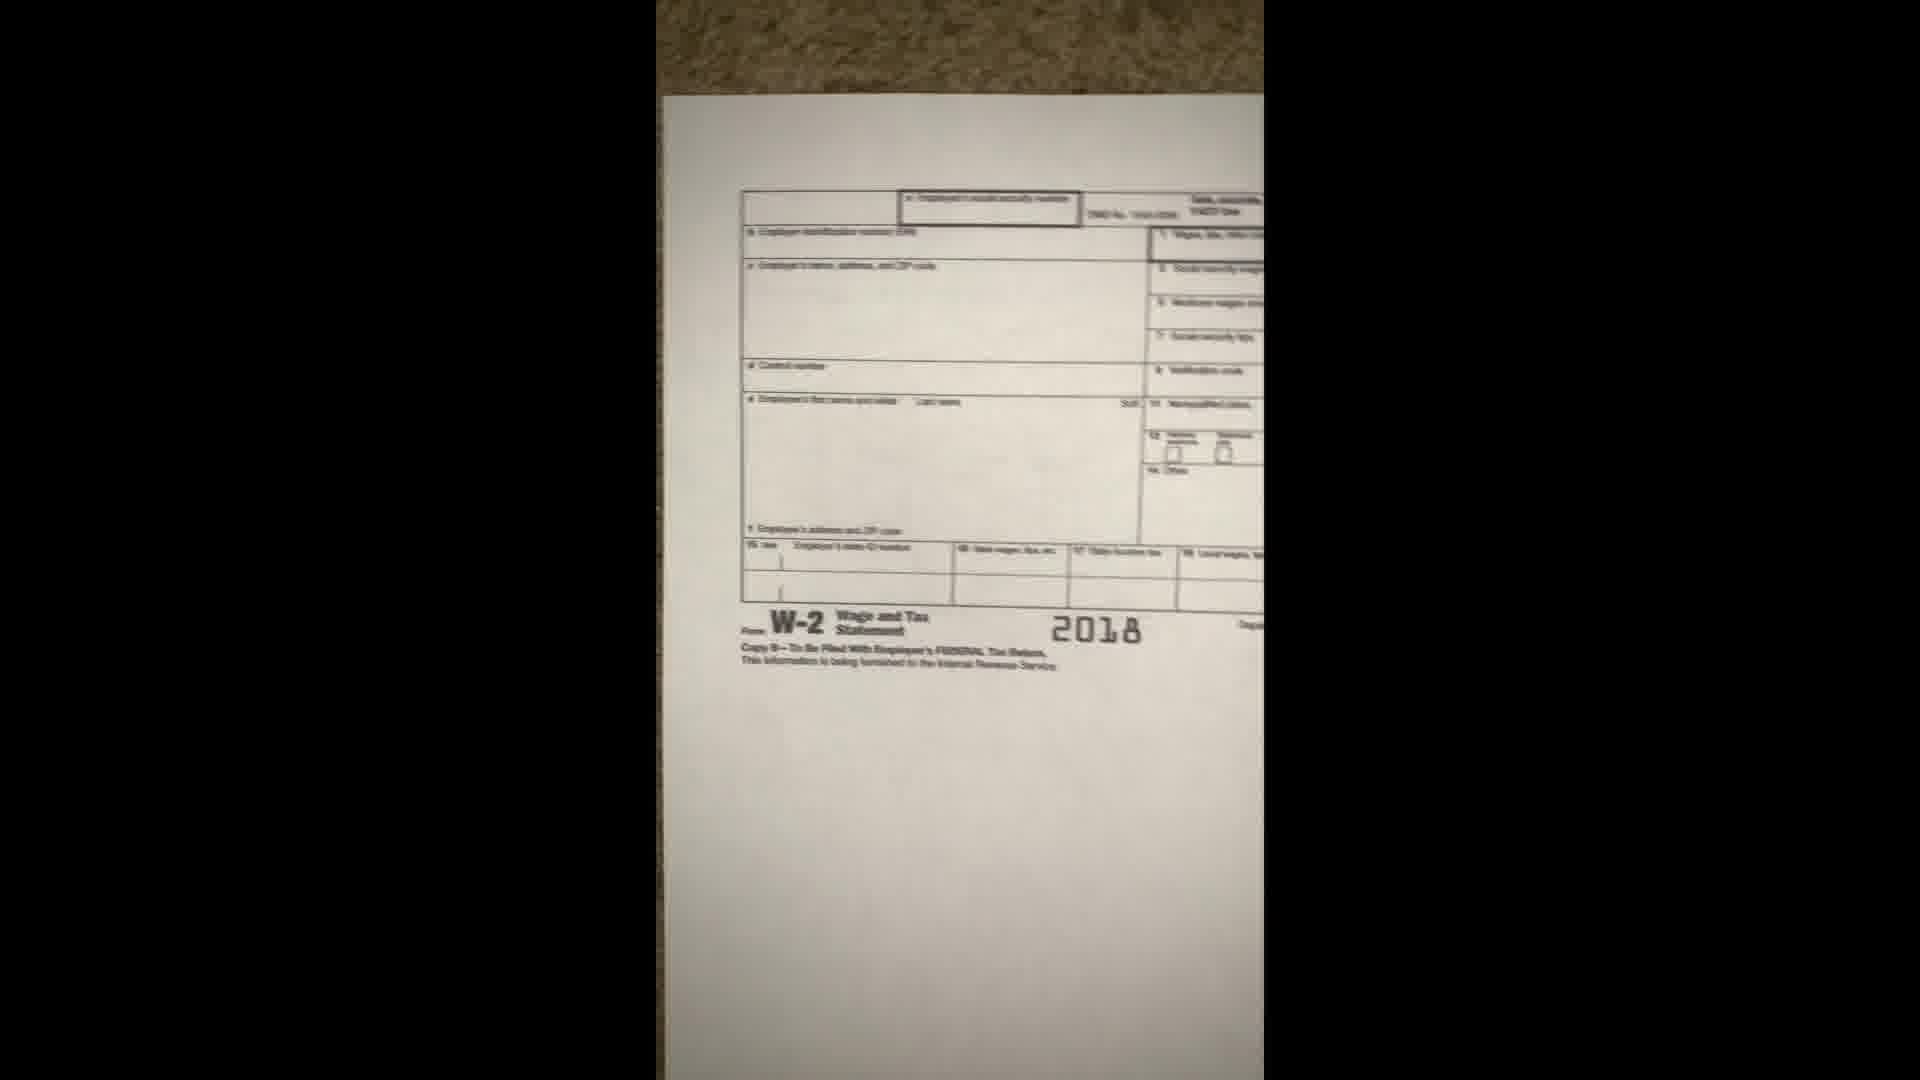 a Employee's social security number
OMB No. 1545-0008
Safe, accurate,
FAST! Use
b Employer identification number (EIN)
1 Wages, tips, other
c Employer's name, address, and ZIP code
3 Social security wages
5 Medicare wages and
7 Social security tips
d Control number
9 Verification code
e Employee's first name and initial Last name Suff.
11 Nonqualified plans
13 Statutory employee Retirement plan
14 Other
f Employee's address and ZIP code
15 State Employer's state ID number 16 State wages, tips, etc. 17 State income tax 18 Local wages,
Form W-2 Wage and Tax Statement 2018
Copy B—To Be Filed With Employee's FEDERAL Tax Return.
This information is being furnished to the Internal Revenue Service.